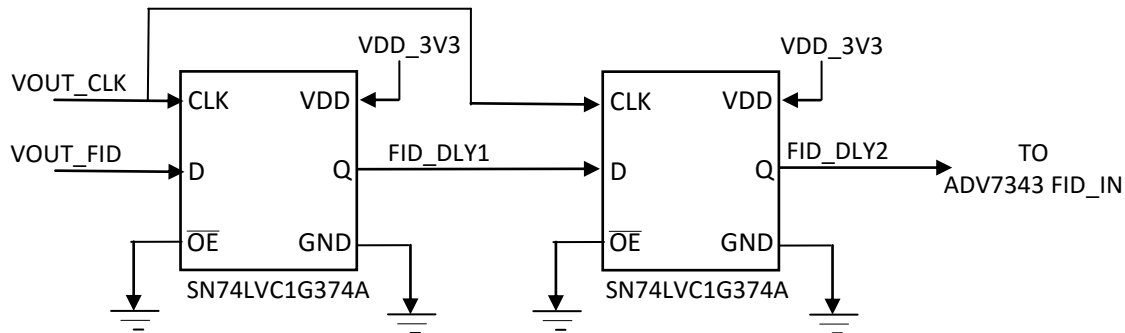 VDD_3V3
VDD_3V3
VOUT_CLK
CLK
VDD
CLK
VDD
VOUT_FID
D
Q
FID_DLY1
D
Q
FID_DLY2
TO
ADV7343 FID_IN
OE
GND
OE
GND
SN74LVC1G374A
SN74LVC1G374A